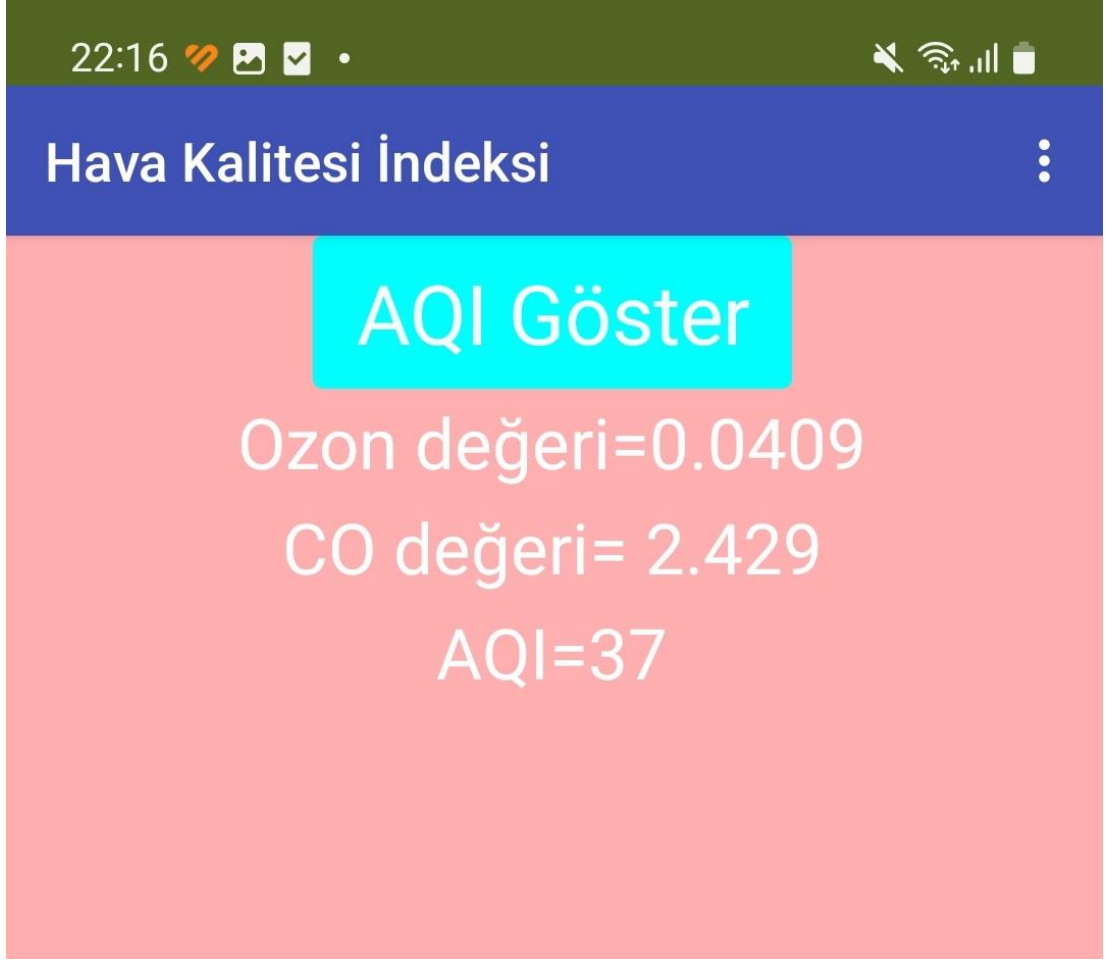 22:16
Hava Kalitesi İndeksi
AQI Göster
Ozon değeri=0.0409
CO değeri= 2.429
AQI=37